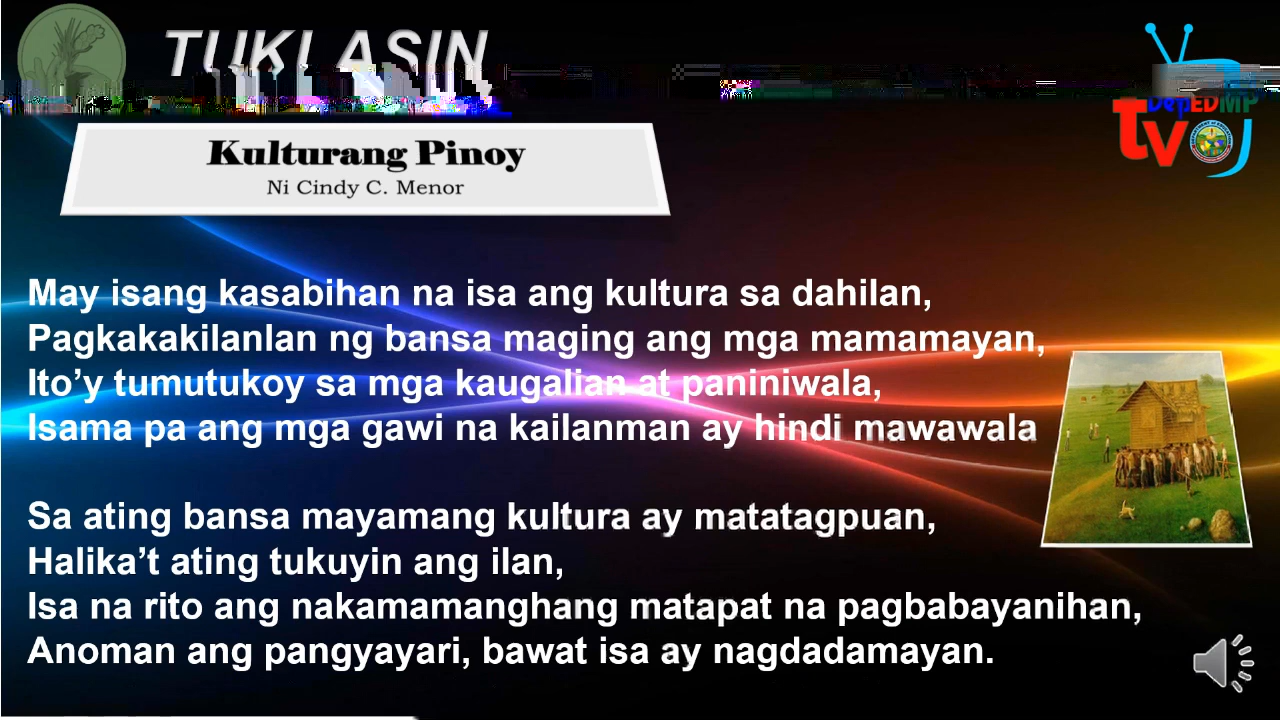 TUKLASIN
DepEDMP
tv
Kulturang Pinoy
Ni Cindy C. Menor
May isang kasabihan na isa ang kultura sa dahilan,
Pagkakakilanlan ng bansa maging ang mga mamamayan,
Ito’y tumutukoy sa mga kaugalian at paniniwala,
Isama pa ang mga gawi na kailanman ay hindi mawawala
Sa ating bansa mayamang kultura ay matatagpuan,
Halika’t ating tukuyin ang ilan,
Isa na rito ang nakamamanghang matapat na pagbabayanihan,
Anoman ang pangyayari, bawat isa ay nagdadamayan.